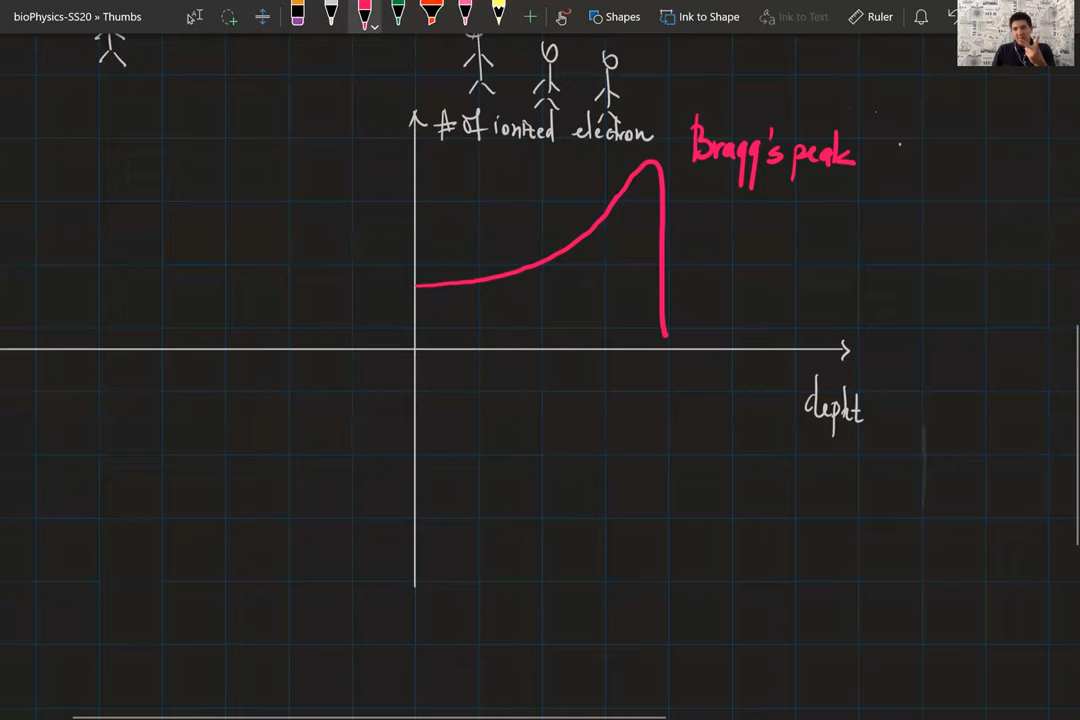 bioPhysics-SS20 » Thumbs
Shapes
Ink to Shape
Ink to Text
Ruler
# of ionized electron
Bragg's peak
depht